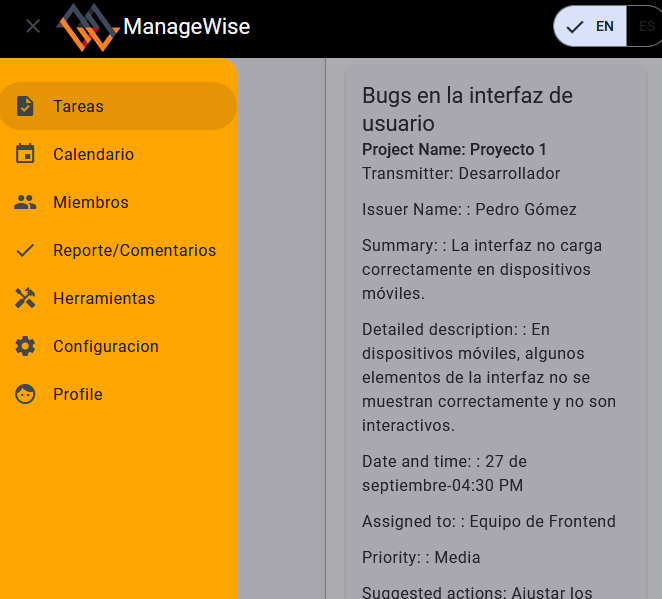 ManageWise
EN
ES
Tareas
Calendario
Miembros
Reporte/Comentarios
Herramientas
Configuracion
Profile
Bugs en la interfaz de
usuario
Project Name: Proyecto 1
Transmitter: Desarrollador
Issuer Name: : Pedro Gómez
Summary: : La interfaz no carga
correctamente en dispositivos
móviles.
Detailed description: : En
dispositivos móviles, algunos
elementos de la interfaz no se
muestran correctamente y no son
interactivos.
Date and time: : 27 de
septiembre-04:30 PM
Assigned to: : Equipo de Frontend
Priority: : Media
Suggested actions: Ajustar los